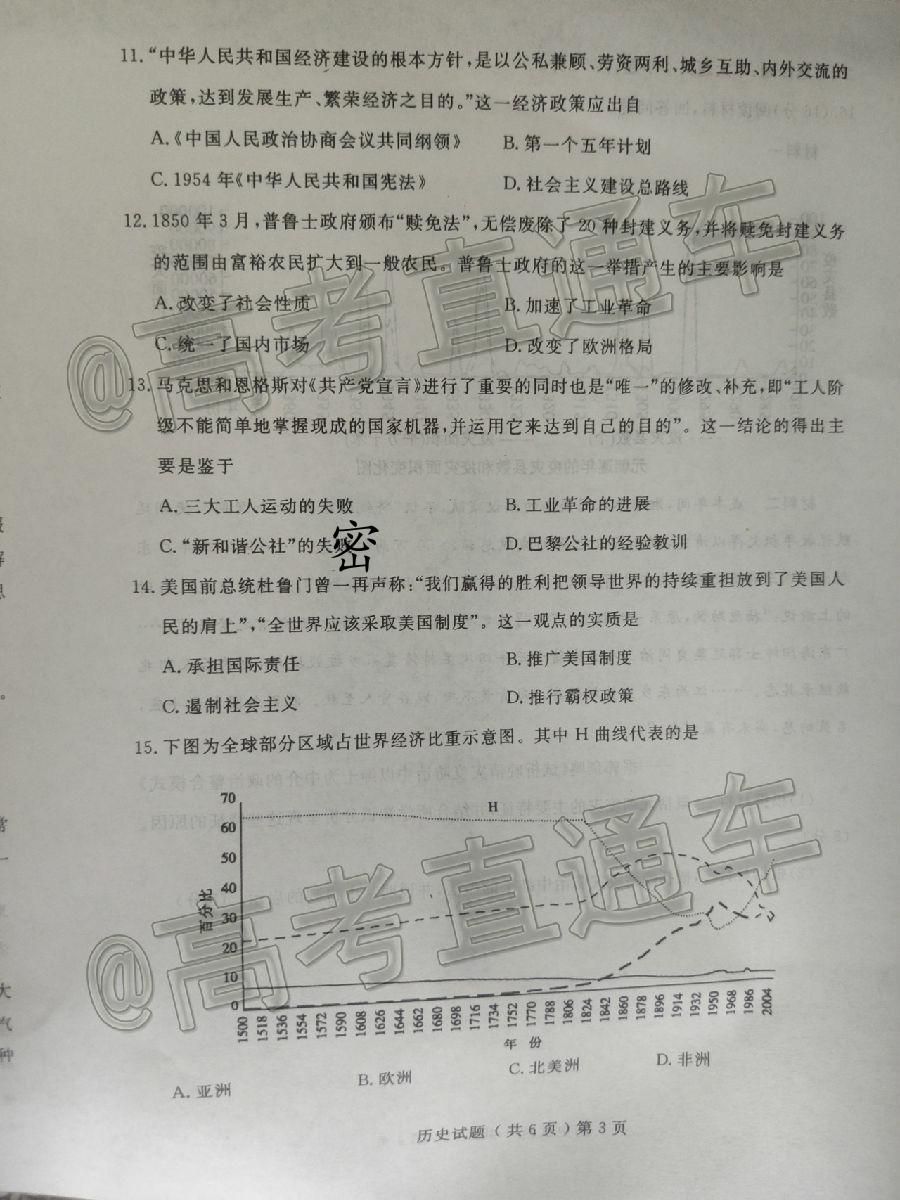 11. “中华人民共和国经济建设的根本方针，是以公私兼顾、劳资两利、城乡互助、内外交流的
政策，达到发展生产、繁荣经济之目的。”这一经济政策应出自
A.《中国人民政治协商会议共同纲领》 B. 第一个五年计划
C. 1954 年《中华人民共和国宪法》 D. 社会主义建设总路线
12. 1850 年 3 月，普鲁士政府颁布“赎免法”，无偿废除了 20 种封建义务，并将赎免封建义务
的范围由富裕农民扩大到一般农民。普鲁士政府的这一举措产生的主要影响是
A. 改变了社会性质 B. 加速了工业革命
C. 统一了国内市场 D. 改变了欧洲格局
13. 马克思和恩格斯对《共产党宣言》进行了重要的同时也是“唯一”的修改、补充，即“工人阶
级不能简单地掌握现成的国家机器，并运用它来达到自己的目的”。这一结论的得出主
要是鉴于
A. 三大工人运动的失败 B. 工业革命的进展
C. “新和谐公社”的失败 D. 巴黎公社的经验教训
密
14. 美国前总统杜鲁门曾一再声称：“我们赢得的胜利把领导世界的持续重担放到了美国人
民的肩上”，“全世界应该采取美国制度”。这一观点的实质是
A. 承担国际责任 B. 推广美国制度
C. 遏制社会主义 D. 推行霸权政策
15. 下图为全球部分区域占世界经济比重示意图。其中 H 曲线代表的是
70
60
50
40
30
20
10
0
百分比
H
1500 1518 1536 1554 1572 1590 1608 1626 1644 1662 1680 1698 1716 1734 1752 1770 1788 1806 1824 1842 1860 1878 1896 1914 1932 1950 1968 1986 2004
年 份
A. 亚洲 B. 欧洲 C. 北美洲 D. 非洲
历史试题（共 6 页）第 3 页
@高考直通车
@高考直通车